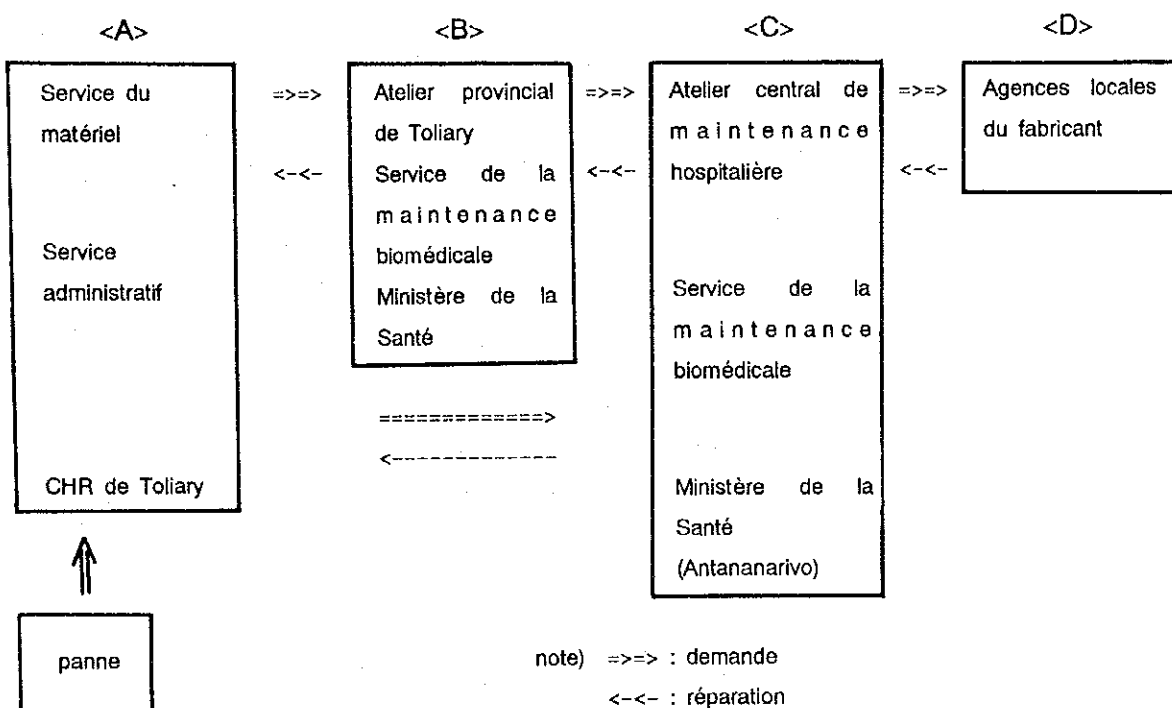 <A> <B> <C> <D>
Service du
matériel
Service
administratif
CHR de Toliary
=>=>
<-<-
Atelier provincial
de Toliary
Service de la
maintenance
biomédicale
Ministère de la
Santé
=>=>
<-<-
============>
<------------
Atelier central de
maintenance
hospitalière
Service de la
maintenance
biomédicale
Ministère de la
Santé
(Antananarivo)
=>=>
<-<-
Agences locales
du fabricant
panne
note) =>=> : demande
<-<- : réparation